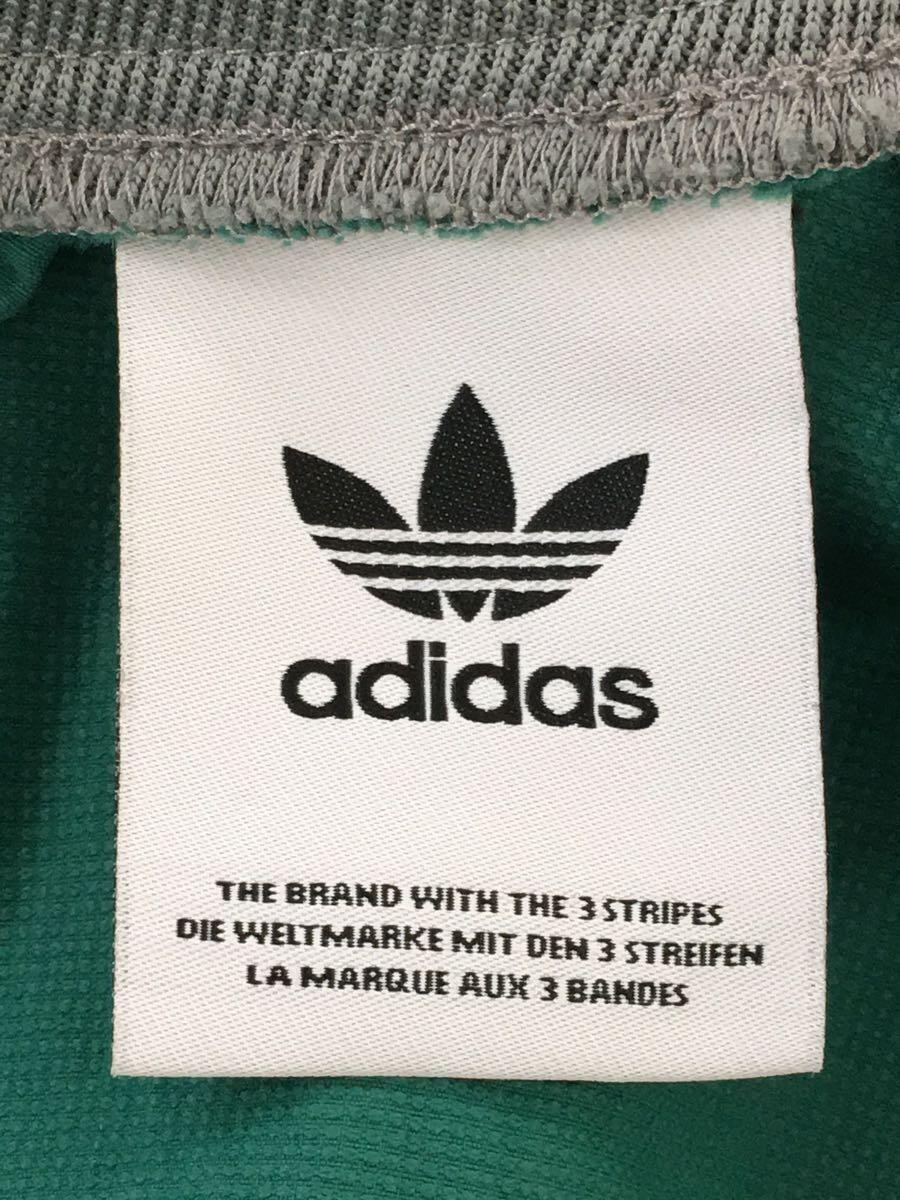 adidas
THE BRAND WITH THE 3 STRIPES
DIE WELTMARKE MIT DEN 3 STREIFEN
LA MARQUE AUX 3 BANDES